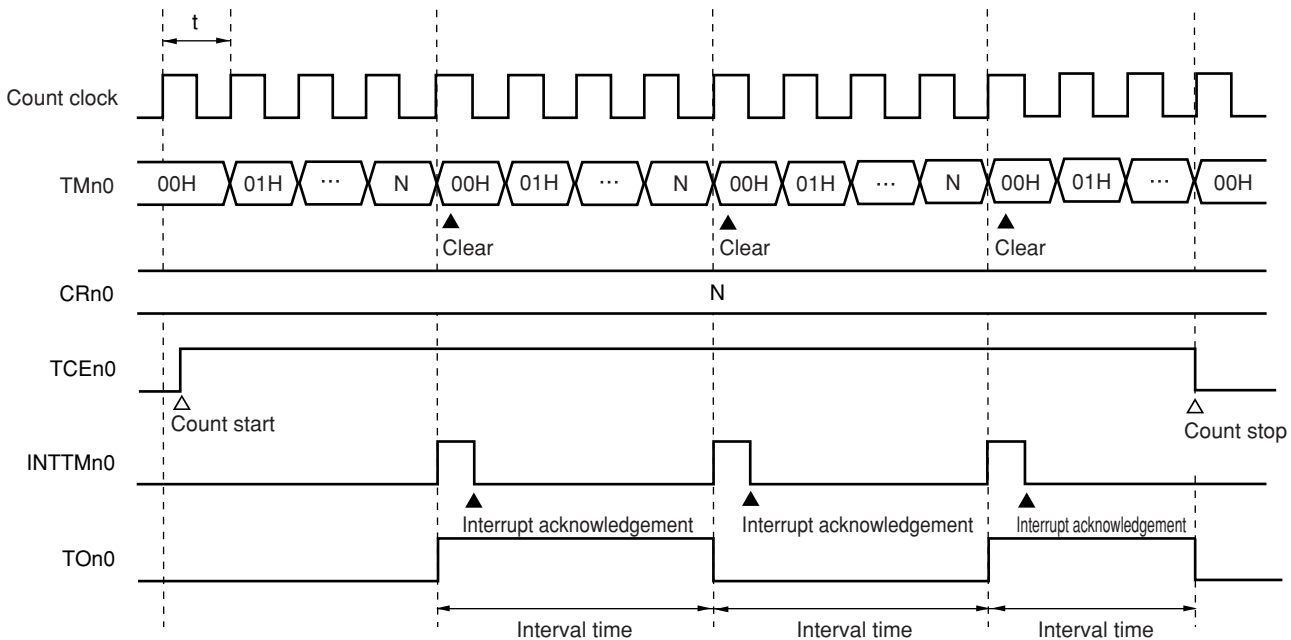 t
Count clock
TMn0 00H 01H ··· N 00H 01H ··· N 00H 01H ··· N 00H 01H ··· 00H
Clear Clear Clear
CRn0 N
TCEn0
Count start Count stop
INTTMn0
Interrupt acknowledgement Interrupt acknowledgement Interrupt acknowledgement
TOn0
Interval time Interval time Interval time